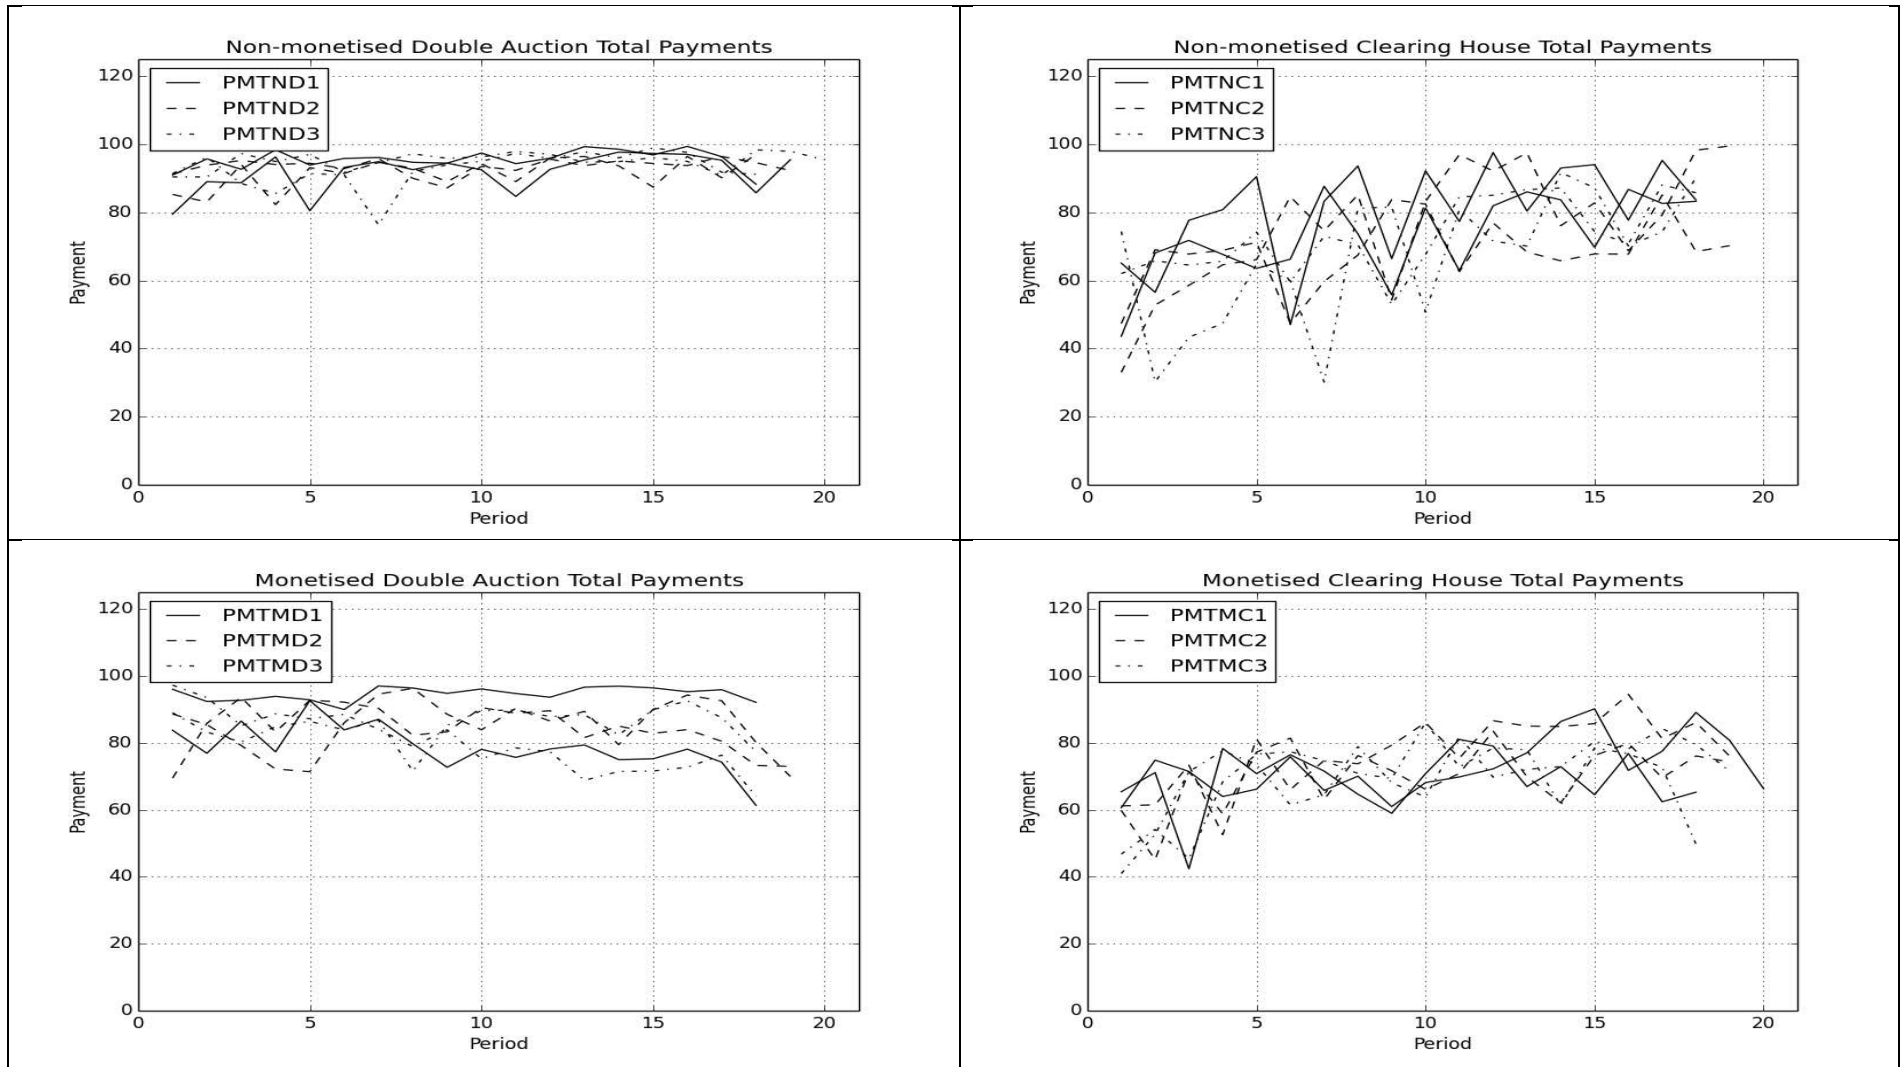 Non-monetised Double Auction Total Payments
120
100
80
60
40
20
0
Payment
PMTND1
PMTND2
PMTND3
0 5 10 15 20
Period
Non-monetised Clearing House Total Payments
120
100
80
60
40
20
0
Payment
PMTNC1
PMTNC2
PMTNC3
0 5 10 15 20
Period
Monetised Double Auction Total Payments
120
100
80
60
40
20
0
Payment
PMTMD1
PMTMD2
PMTMD3
0 5 10 15 20
Period
Monetised Clearing House Total Payments
120
100
80
60
40
20
0
Payment
PMTMC1
PMTMC2
PMTMC3
0 5 10 15 20
Period